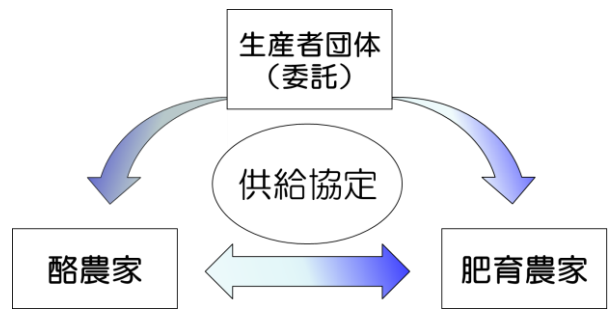 生産者団体
（委託）
供給協定
酪農家
肥育農家